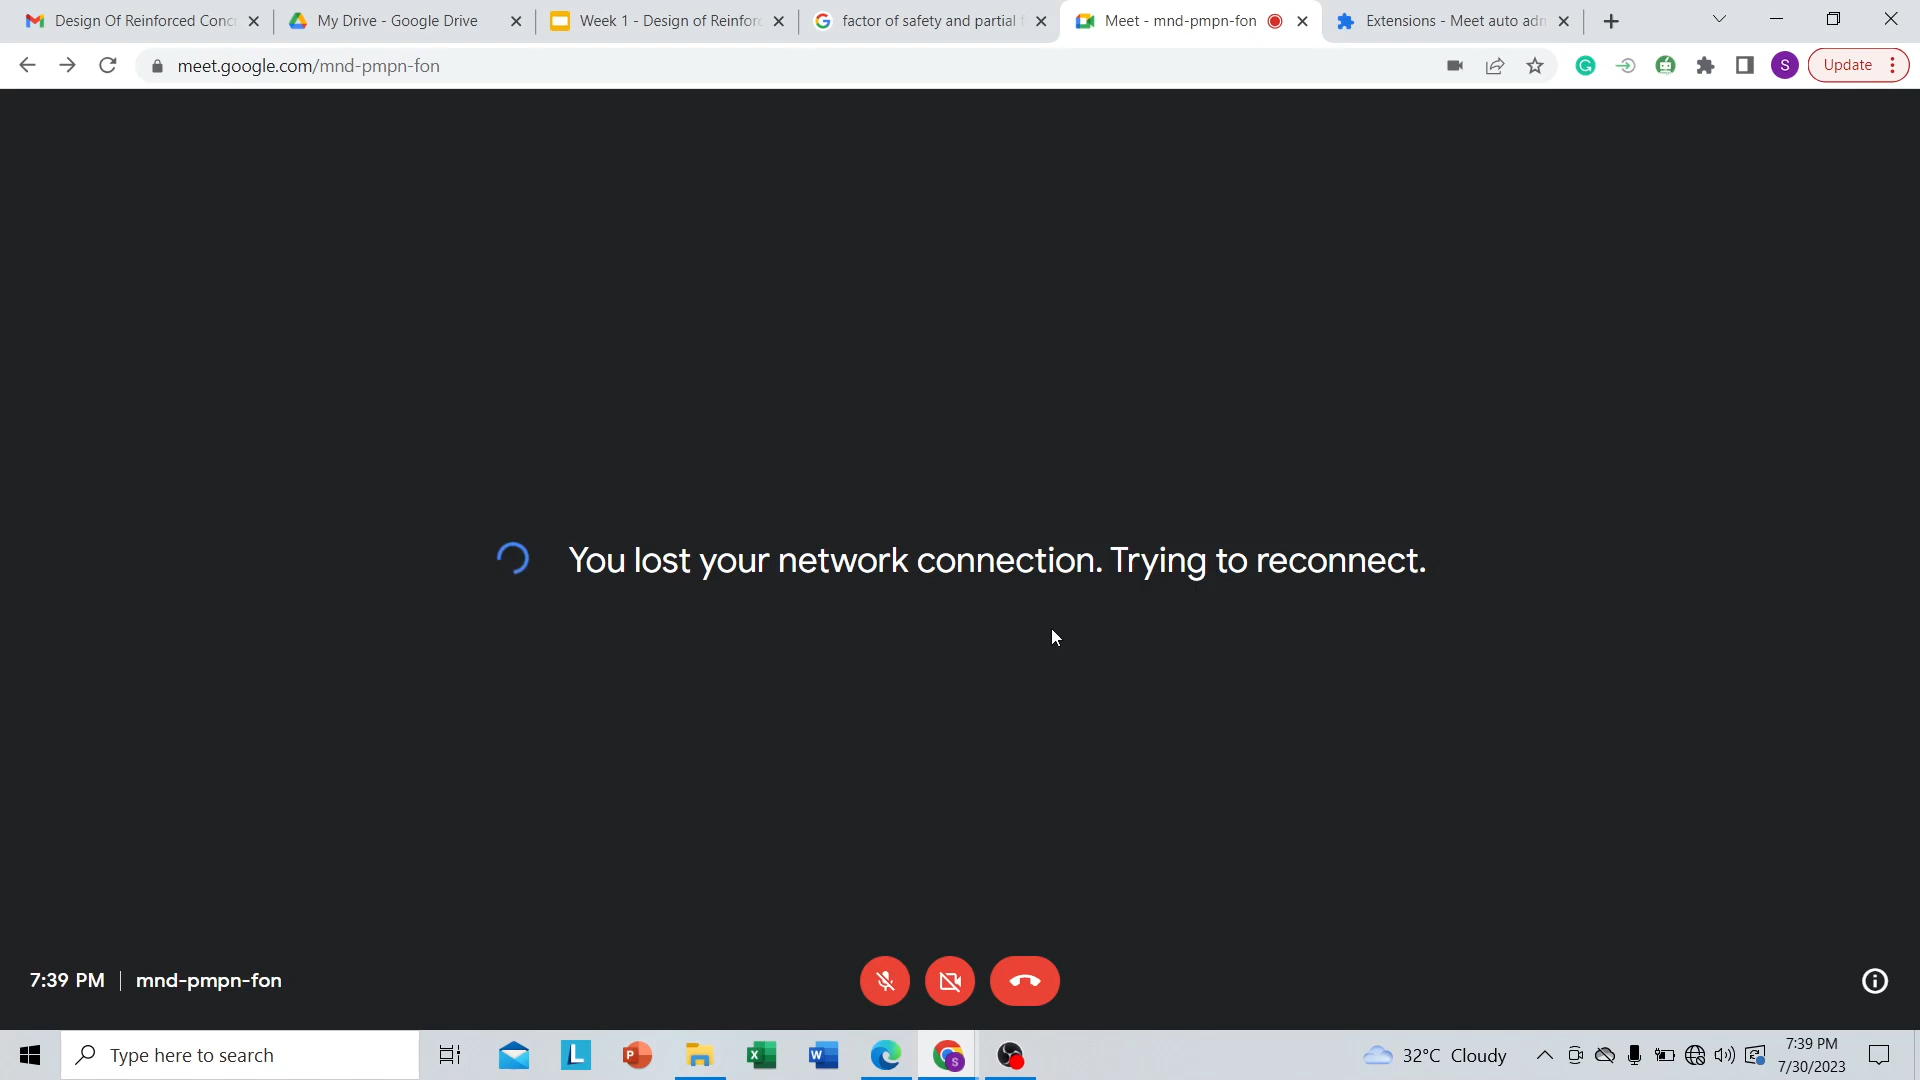 Design Of Reinforced Conc
My Drive - Google Drive
Week 1 - Design of Reinforc
factor of safety and partial f
Meet - mnd-pmpn-fon
Extensions - Meet auto adm
meet.google.com/mnd-pmpn-fon
S
Update
You lost your network connection. Trying to reconnect.
7:39 PM | mnd-pmpn-fon
Type here to search
32°C Cloudy
7:39 PM
7/30/2023